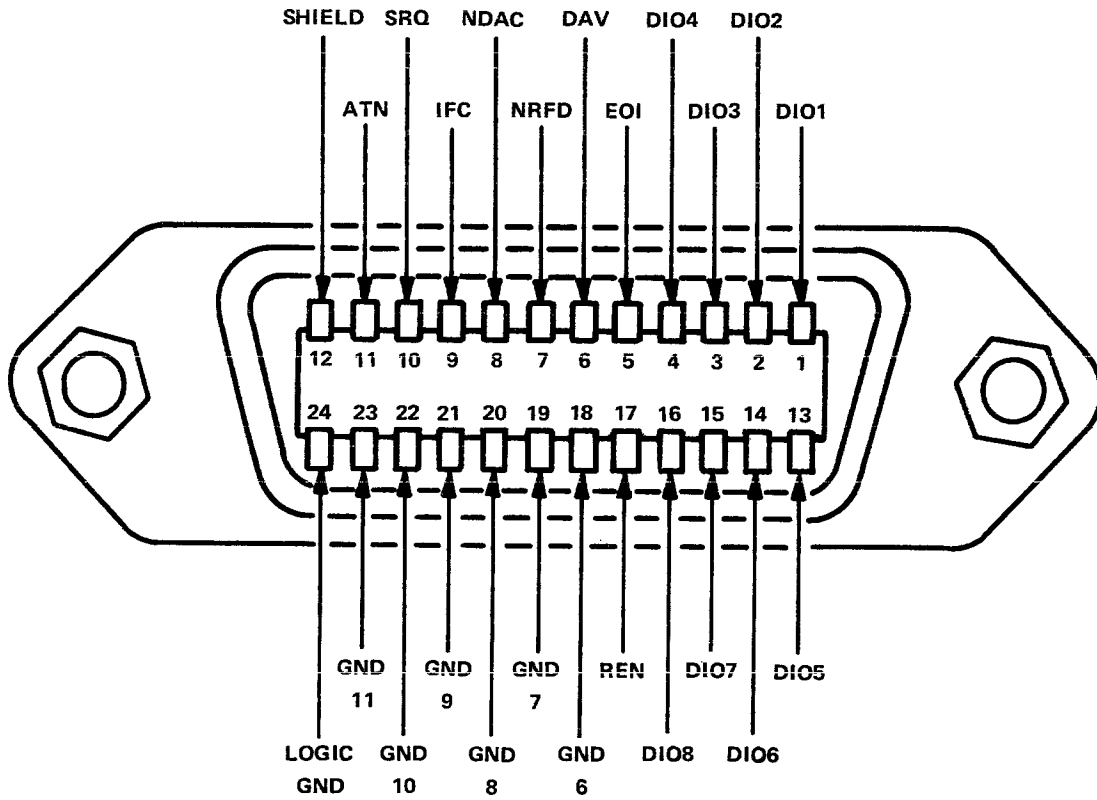 SHIELD SRQ NDAC DAV DIO4 DIO2
ATN IFC NRFD EOI DIO3 DIO1
12 11 10 9 8 7 6 5 4 3 2 1
24 23 22 21 20 19 18 17 16 15 14 13
GND GND GND REN DIO7 DIO5
11 9 7
LOGIC GND GND GND DIO8 DIO6
GND 10 8 6